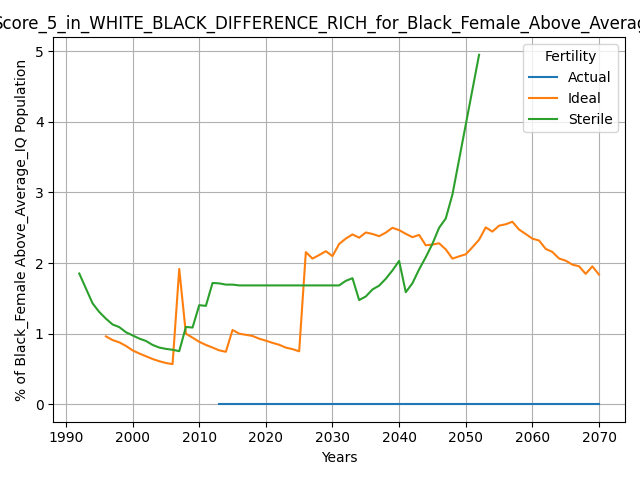 Score_5_in_WHITE_BLACK_DIFFERENCE_RICH_for_Black_Female_Above_Averag
% of Black_Female Above_Average_IQ Population
5
4
3
2
1
0
Fertility
Actual
Ideal
Sterile
1990 2000 2010 2020 2030 2040 2050 2060 2070
Years